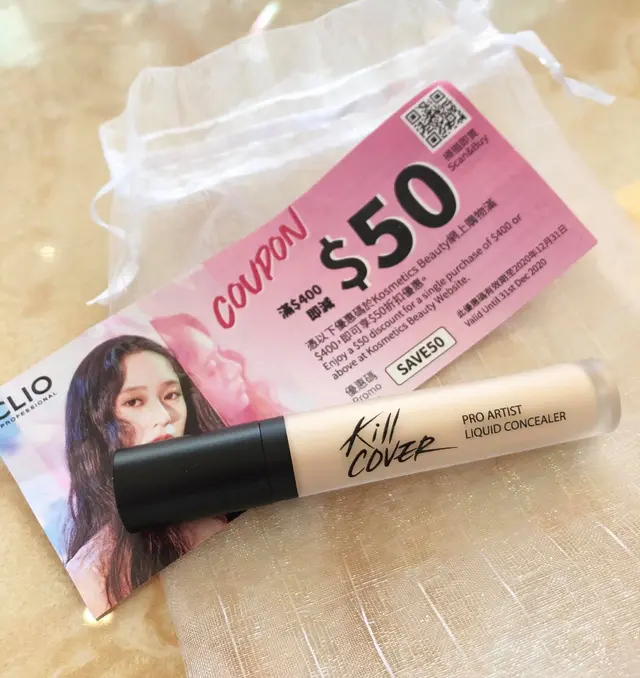 掃描即買
Scan&Buy
COUPON
滿$400
即減
$50
憑以下優惠碼於Kosmetics Beauty網上購物滿
$400，即可享$50折扣優惠。
Enjoy a $50 discount for a single purchase of $400 or
above at Kosmetics Beauty Website.
優惠碼
Promo
SAVE50
此優惠碼有效期至2020年12月31日
Valid Until 31st Dec 2020
CLIO
PROFESSIONAL
Kill
COVER
PRO ARTIST
LIQUID CONCEALER